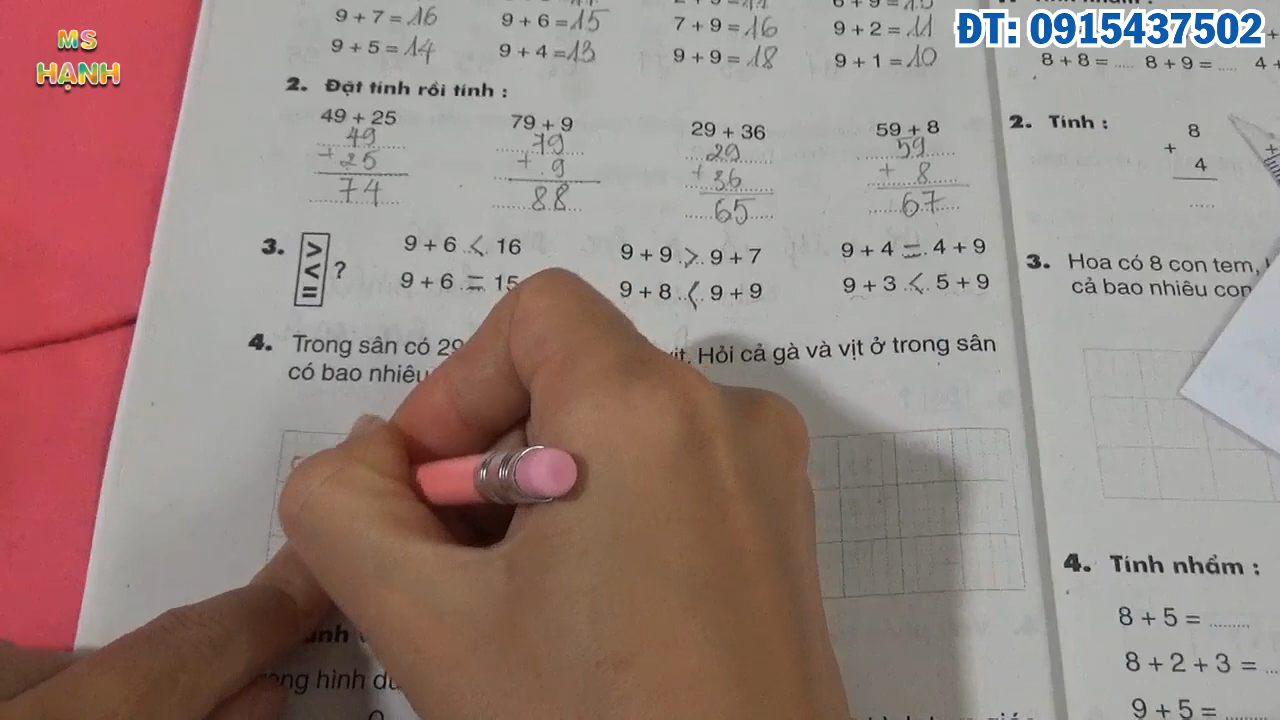 MS HẠNH
ĐT: 0915437502
9 + 7 = 16 9 + 6 = 15 7 + 9 = 16 9 + 2 = 11
9 + 5 = 14 9 + 4 = 13 9 + 9 = 18 9 + 1 = 10
2. Đặt tính rồi tính :
49 + 25 79 + 9 29 + 36 59 + 8
49 79 29 59
+ 25 + 9 + 36 + 8
74 88 65 67
3. > < = ?
9 + 6 < 16 9 + 9 > 9 + 7 9 + 4 = 4 + 9
9 + 6 = 15 9 + 8 < 9 + 9 9 + 3 < 5 + 9
4. Trong sân có 29 vịt. Hỏi cả gà và vịt ở trong sân
có bao nhiêu
hình
8 + 8 = ..... 8 + 9 = ..... 4 +
2. Tính :
8
+
4
.....
3. Hoa có 8 con tem,
cả bao nhiêu con
4. Tính nhẩm :
8 + 5 = .........
8 + 2 + 3 = ...
9 + 5 = .........